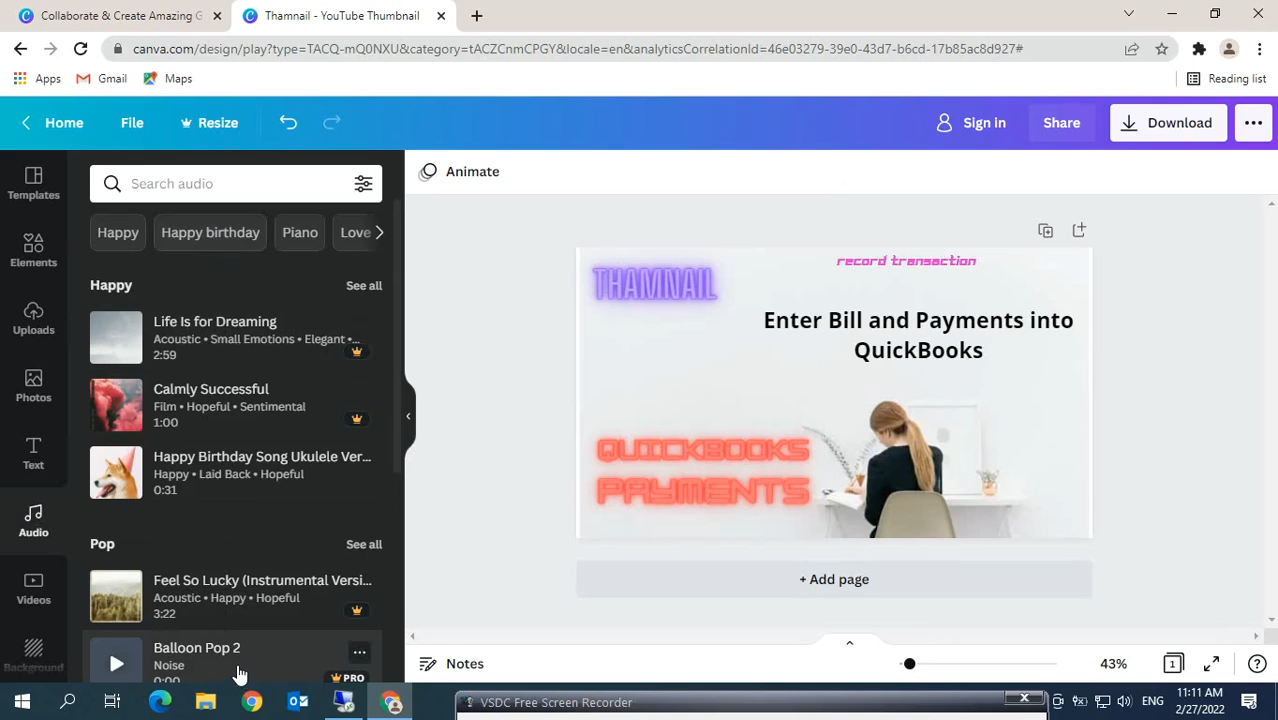 Collaborate & Create Amazing G
Thamnail - YouTube Thumbnail
canva.com/design/play?type=TACQ-mQ0NXU&category=tACZCnmCPGY&locale=en&analyticsCorrelationId=46e03279-39e0-43d7-b6cd-17b85ac8d927#
Apps
Gmail
Maps
Reading list
Home
File
Resize
Sign in
Share
Download
Templates
Elements
Uploads
Photos
Text
Audio
Videos
Background
Search audio
Happy
Happy birthday
Piano
Love
Happy
See all
Life Is for Dreaming
Acoustic • Small Emotions • Elegant •...
2:59
Calmly Successful
Film • Hopeful • Sentimental
1:00
Happy Birthday Song Ukulele Ver...
Happy • Laid Back • Hopeful
0:31
Pop
See all
Feel So Lucky (Instrumental Versi...
Acoustic • Happy • Hopeful
3:22
Balloon Pop 2
Noise
0:00
PRO
Animate
THAMNAIL
record transaction
Enter Bill and Payments into
QuickBooks
QUICKBOOKS
PAYMENTS
+ Add page
Notes
43%
1
VSDC Free Screen Recorder
ENG
11:11 AM
2/27/2022